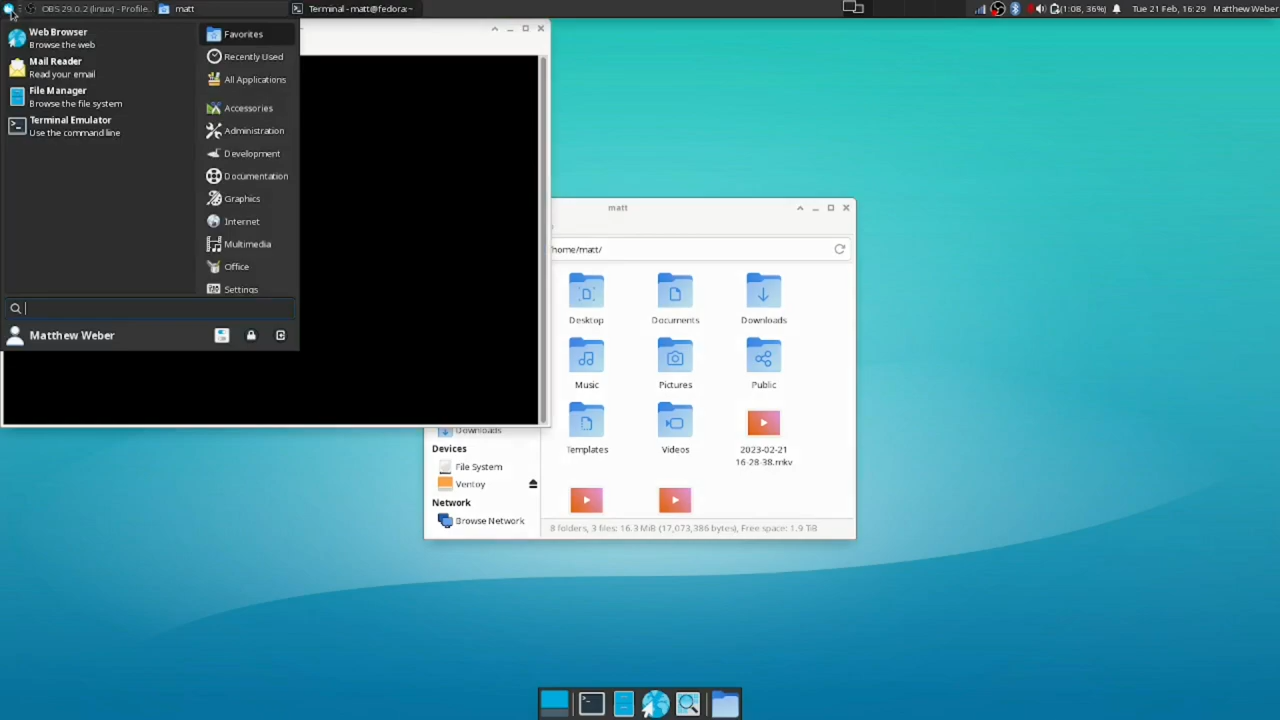 OBS 29.0.2 (linux) - Profile..
matt
Terminal - matt@fedora:~
(1:08, 36%)
Tue 21 Feb, 16:29
Matthew Weber
Web Browser
Browse the web
Mail Reader
Read your email
File Manager
Browse the file system
Terminal Emulator
Use the command line
Favorites
Recently Used
All Applications
Accessories
Administration
Development
Documentation
Graphics
Internet
Multimedia
Office
Settings
Matthew Weber
matt
home/matt/
Desktop
Documents
Downloads
Music
Pictures
Public
Templates
Videos
2023-02-21
16-28-38.mkv
Downloads
Devices
File System
Ventoy
Network
Browse Network
8 folders, 3 files: 16.3 MiB (17,073,386 bytes), Free space: 1.9 TiB